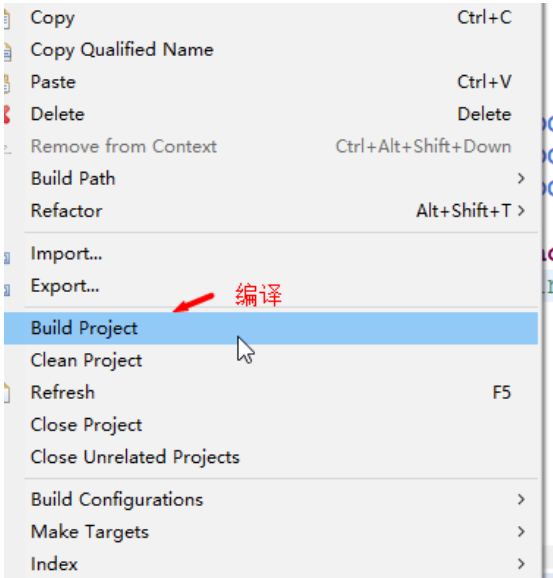 Copy Ctrl+C
Copy Qualified Name
Paste Ctrl+V
Delete Delete
Remove from Context Ctrl+Alt+Shift+Down
Build Path
Refactor Alt+Shift+T
Import...
Export...
编译
Build Project
Clean Project
Refresh F5
Close Project
Close Unrelated Projects
Build Configurations
Make Targets
Index